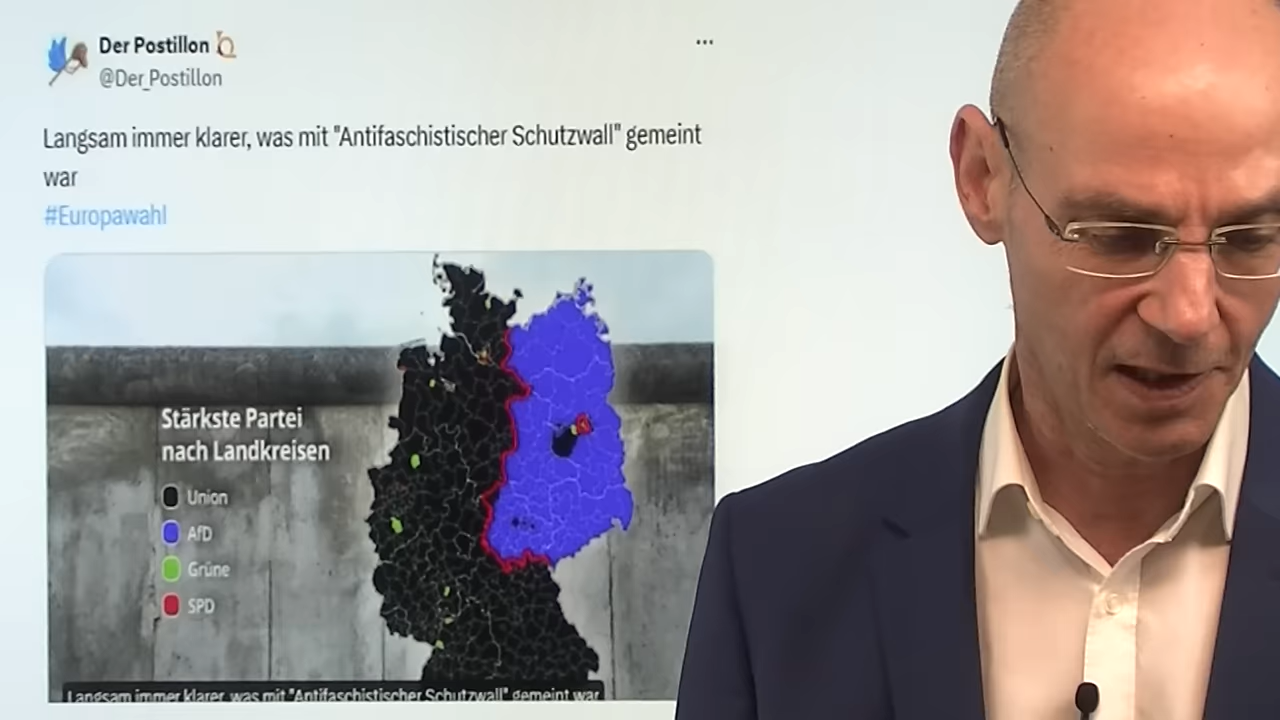 Der Postillon
@Der_Postillon
Langsam immer klarer, was mit "Antifaschistischer Schutzwall" gemeint
war
#Europawahl
Stärkste Partei
nach Landkreisen
Union
AfD
Grüne
SPD
Langsam immer klarer, was mit "Antifaschistischer Schutzwall" gemeint war